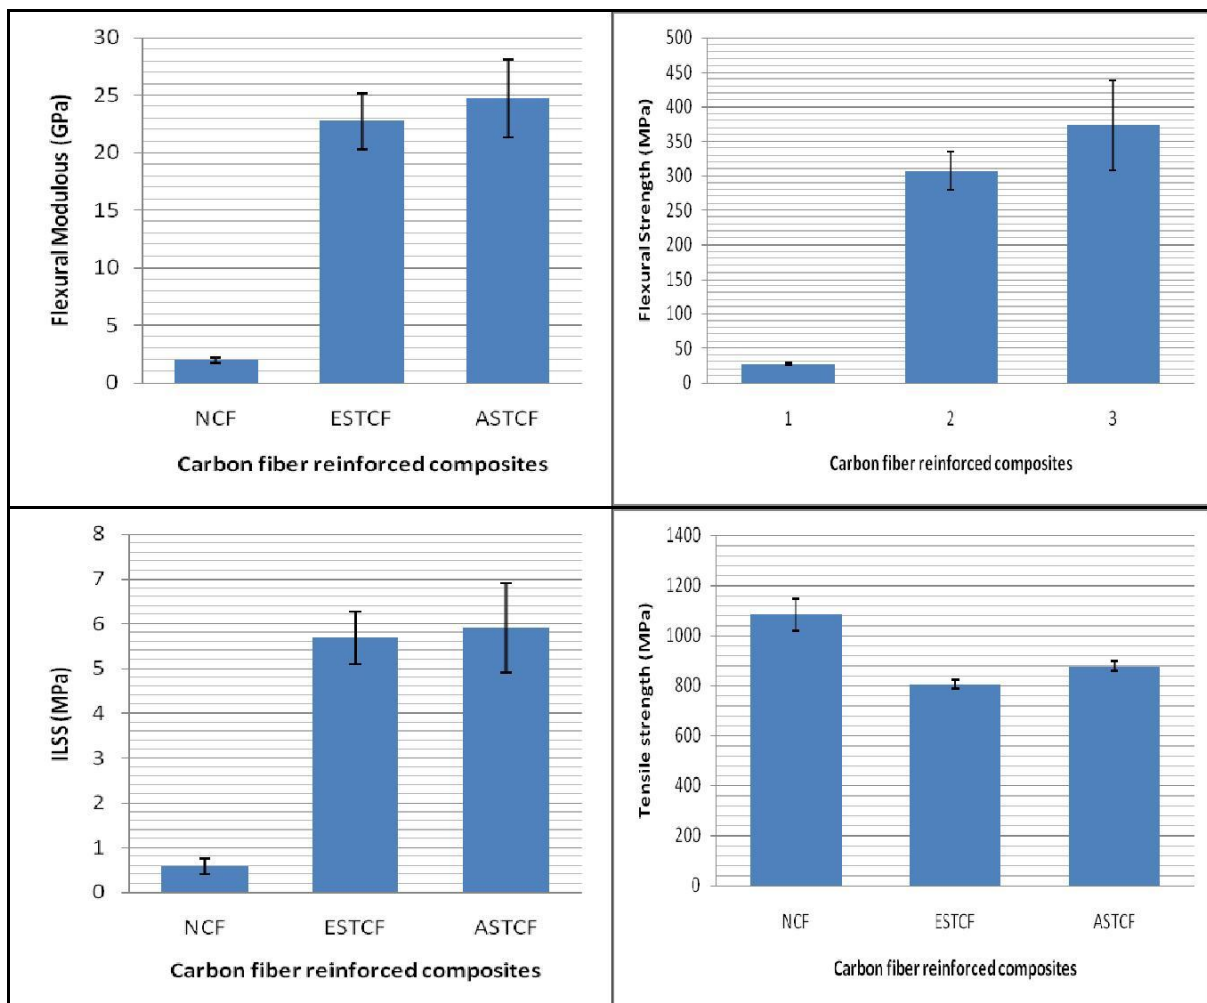 30
25
20
15
10
5
0
Flexural Modulous (GPa)
NCF ESTCF ASTCF
Carbon fiber reinforced composites
500
450
400
350
300
250
200
150
100
50
0
Flexural Strength (MPa)
1 2 3
Carbon fiber reinforced composites
8
7
6
5
4
3
2
1
0
ILSS (MPa)
NCF ESTCF ASTCF
Carbon fiber reinforced composites
1400
1200
1000
800
600
400
200
0
Tensile strength (MPa)
NCF ESTCF ASTCF
Carbon fiber reinforced composites